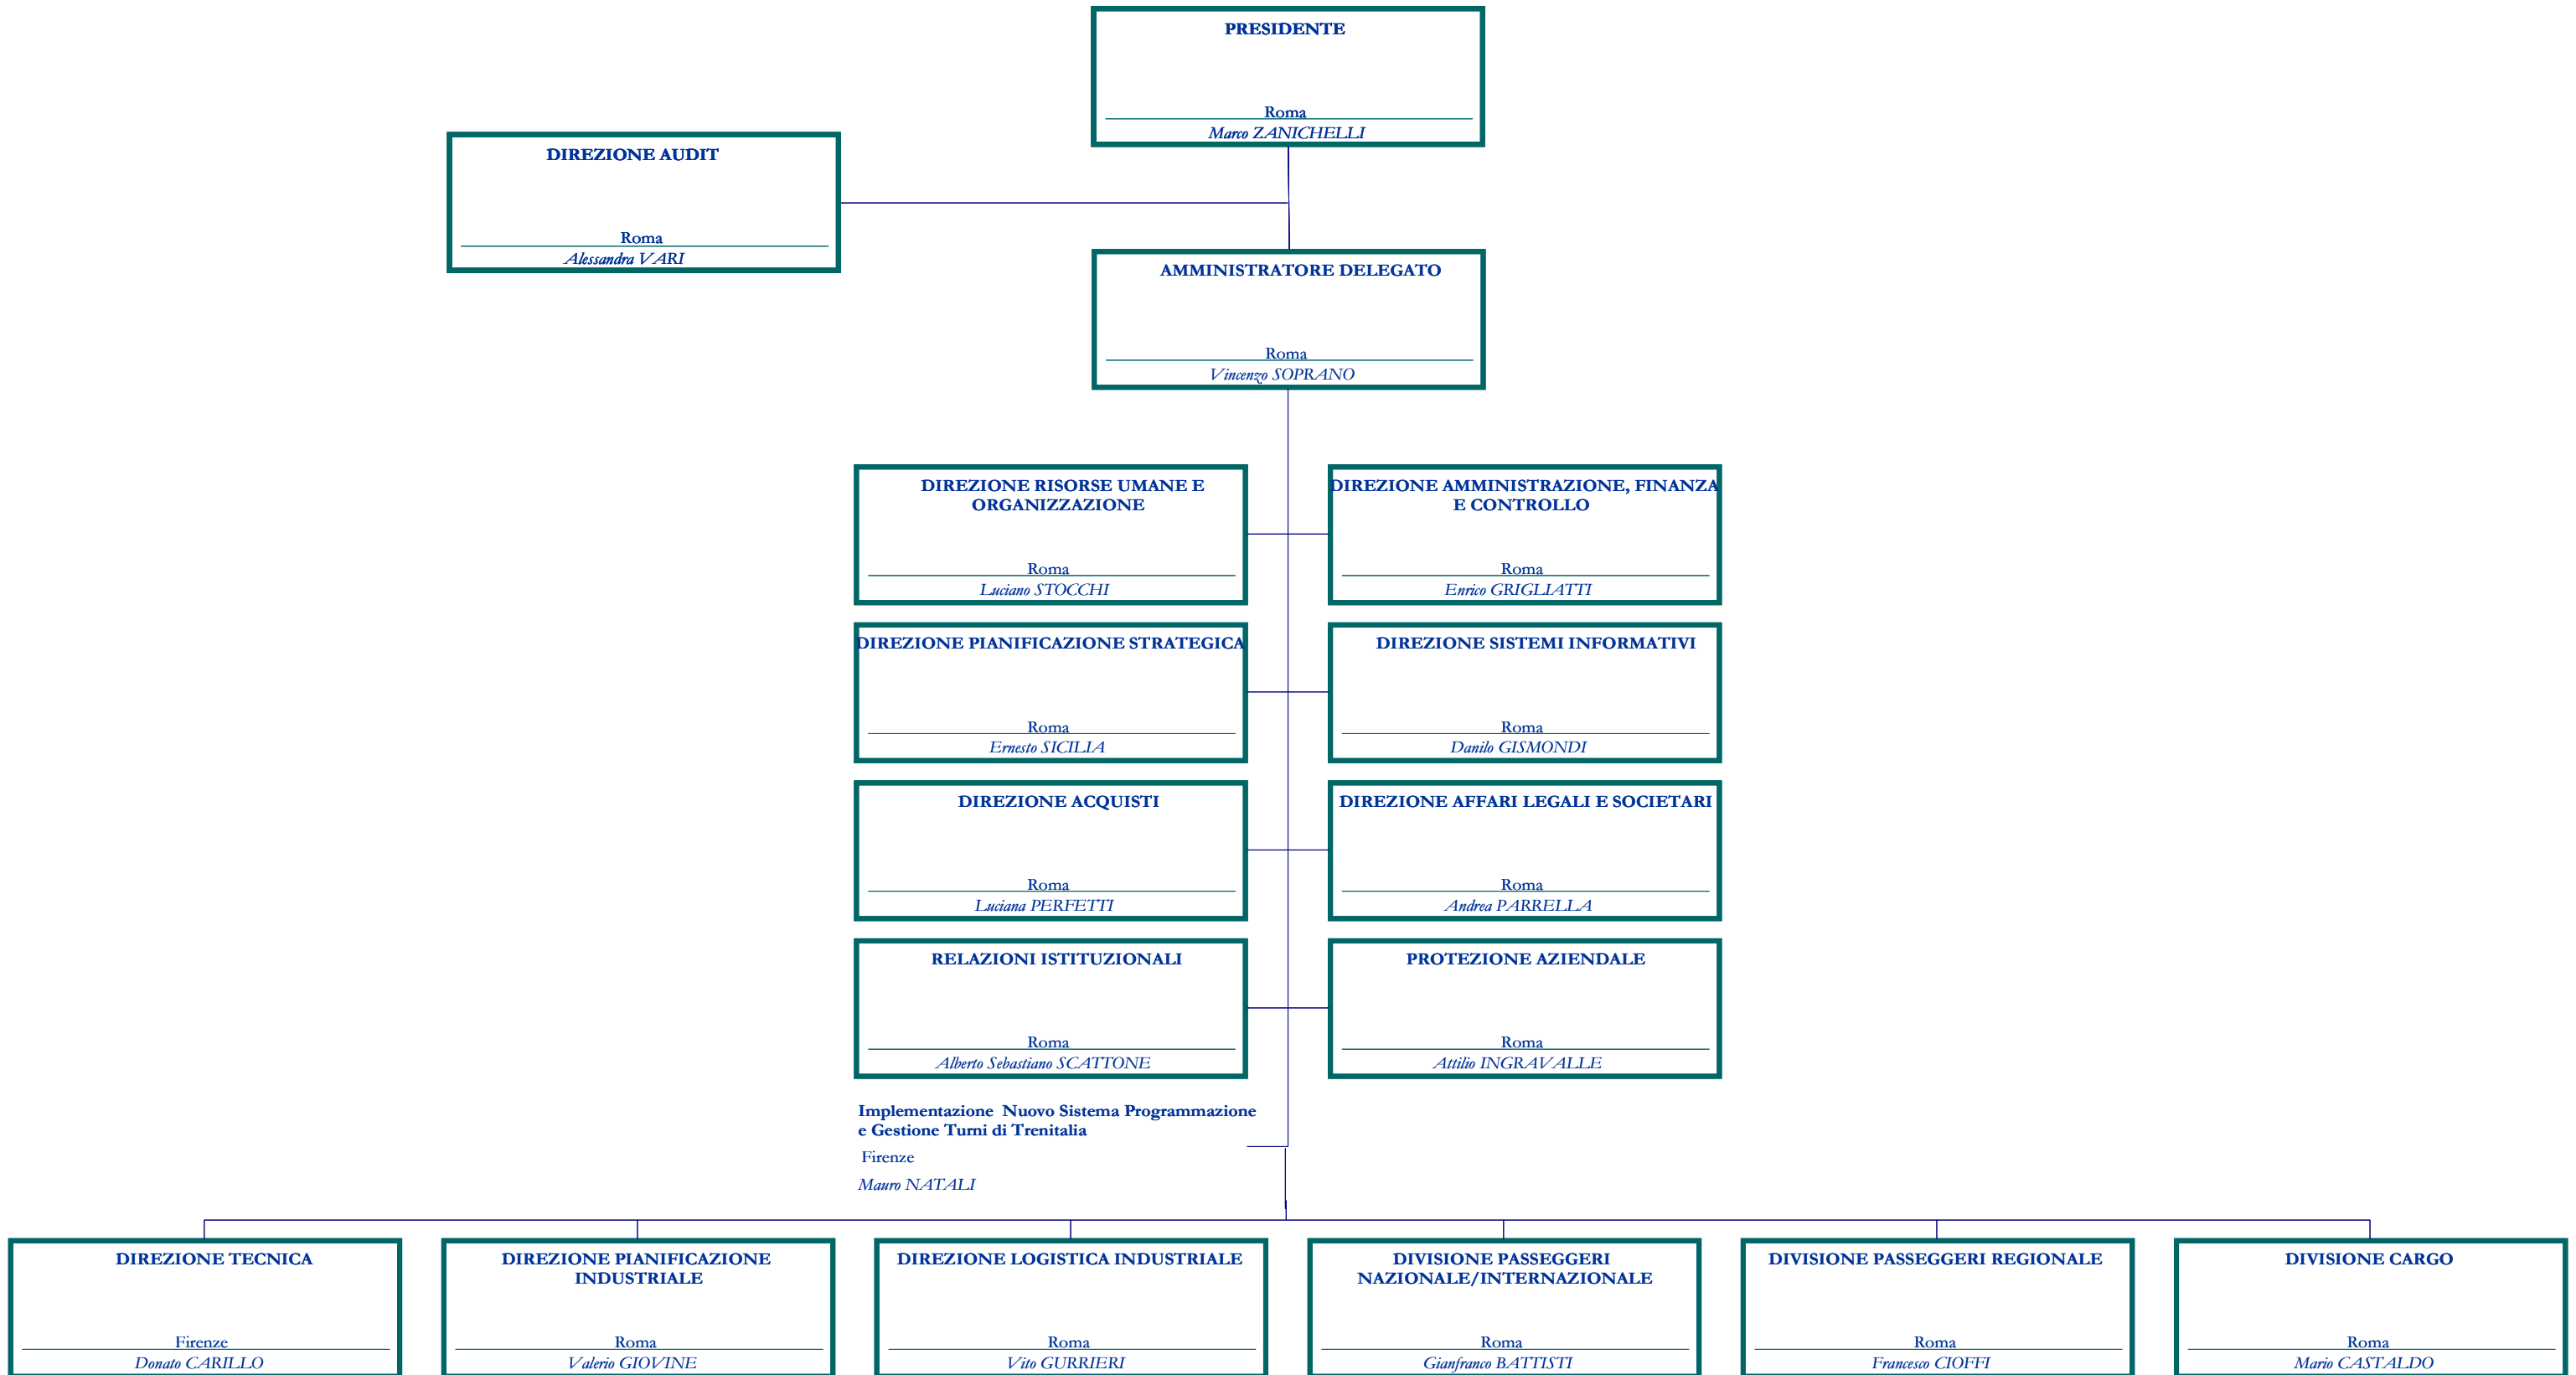 PRESIDENTE
Roma
Marco ZANICHELLI
DIREZIONE AUDIT
Roma
Alessandra VARI
AMMINISTRATORE DELEGATO
Roma
Vincenzo SOPRANO
DIREZIONE RISORSE UMANE E
ORGANIZZAZIONE
Roma
Luciano STOCCHI
DIREZIONE AMMINISTRAZIONE, FINANZA
E CONTROLLO
Roma
Enrico GRIGLIATTI
DIREZIONE PIANIFICAZIONE STRATEGICA
Roma
Ernesto SICILIA
DIREZIONE SISTEMI INFORMATIVI
Roma
Danilo GISMONDI
DIREZIONE ACQUISTI
Roma
Luciana PERFETTI
DIREZIONE AFFARI LEGALI E SOCIETARI
Roma
Andrea PARRELLA
RELAZIONI ISTITUZIONALI
Roma
Alberto Sebastiano SCATTONE
PROTEZIONE AZIENDALE
Roma
Attilio INGRAVALLE
Implementazione  Nuovo Sistema Programmazione
e Gestione Turni di Trenitalia
Firenze
Mauro NATALI
DIREZIONE TECNICA
Firenze
Donato CARILLO
DIREZIONE PIANIFICAZIONE
INDUSTRIALE
Roma
Valerio GIOVINE
DIREZIONE LOGISTICA INDUSTRIALE
Roma
Vito GURRIERI
DIVISIONE PASSEGGERI
NAZIONALE/INTERNAZIONALE
Roma
Gianfranco BATTISTI
DIVISIONE PASSEGGERI REGIONALE
Roma
Francesco CIOFFI
DIVISIONE CARGO
Roma
Mario CASTALDO